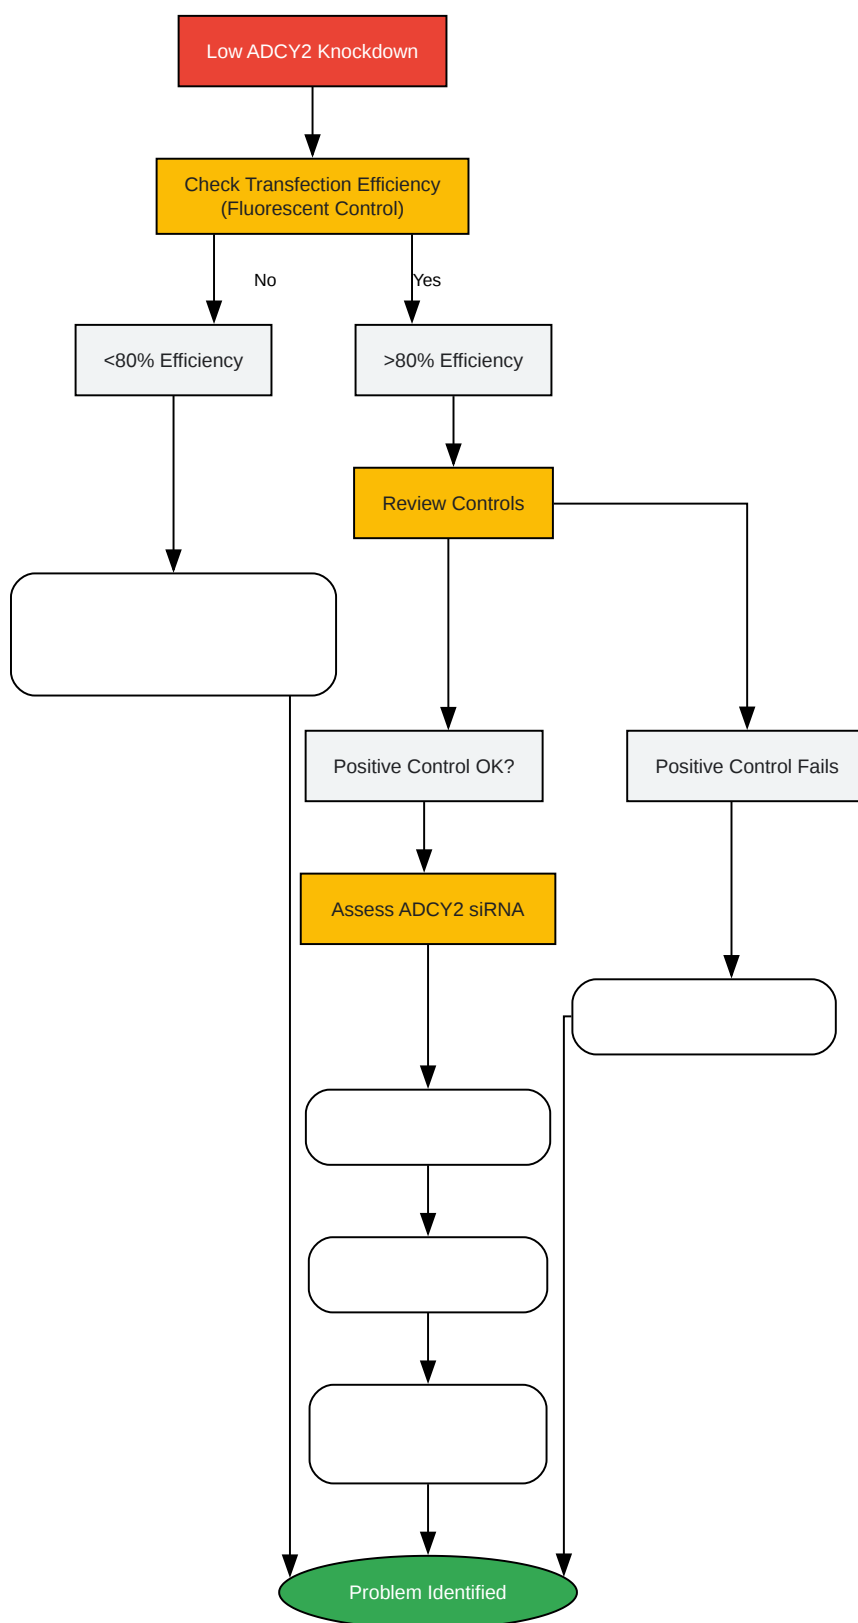 Low ADCY2 Knockdown
Check Transfection Efficiency
(Fluorescent Control)
No
Yes
<80% Efficiency
>80% Efficiency
Review Controls
Positive Control OK?
Positive Control Fails
Assess ADCY2 siRNA
Problem Identified